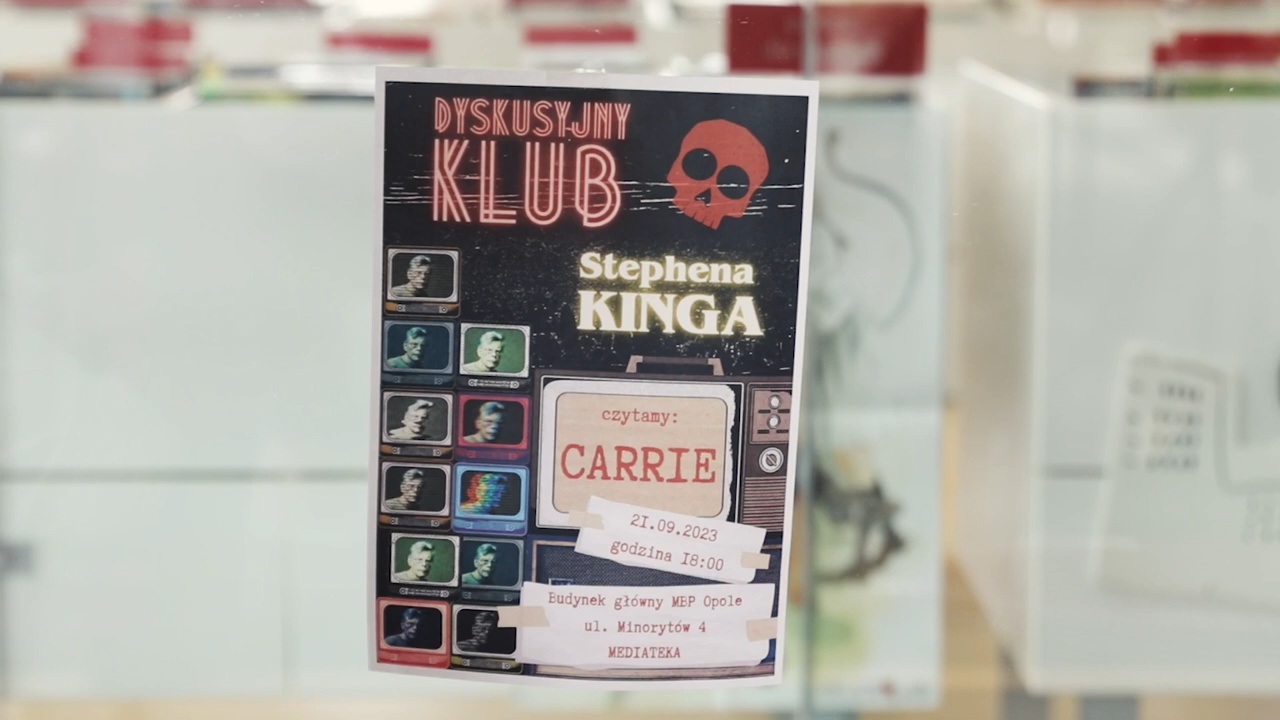 DYSKUSYJNY
KLUB
Stephena
KINGA
czytamy:
CARRIE
21.09.2023
godzina 18:00
Budynek główny MBP Opole
ul. Minorytów 4
MEDIATEKA